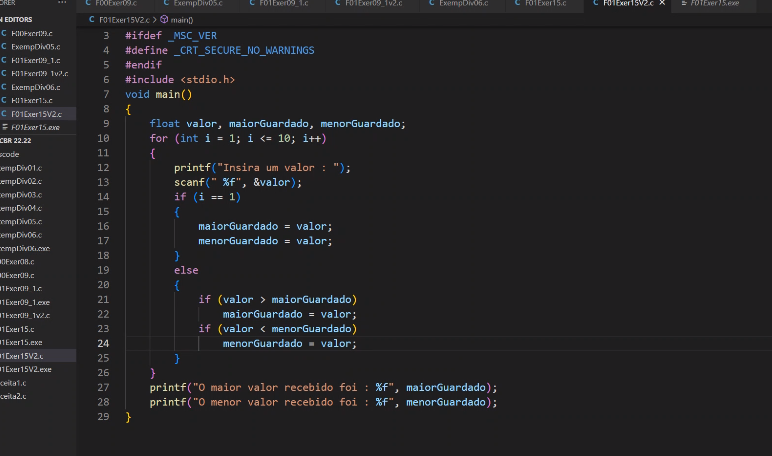 ORER ...
C F00Exer09.c C ExempDiv05.c C F01Exer09_1.c C F01Exer09_1v2.c C ExempDiv06.c C F01Exer15.c C F01Exer15V2.c × F01Exer15.exe
N EDITORS
C F01Exer15V2.c > main()
C F00Exer09.c
C ExempDiv05.c
C F01Exer09_1.c
C F01Exer09_1v2.c
C ExempDiv06.c
C F01Exer15.c
C F01Exer15V2.c
F01Exer15.exe
CBR 22.22
code
empDiv01.c
empDiv02.c
empDiv03.c
empDiv04.c
empDiv05.c
empDiv06.c
empDiv06.exe
00Exer08.c
00Exer09.c
01Exer09_1.c
01Exer09_1.exe
01Exer09_1v2.c
01Exer15.c
01Exer15.exe
01Exer15V2.c
01Exer15V2.exe
ceita1.c
ceita2.c
3 #ifdef _MSC_VER
4 #define _CRT_SECURE_NO_WARNINGS
5 #endif
6 #include <stdio.h>
7 void main()
8 {
9 float valor, maiorGuardado, menorGuardado;
10 for (int i = 1; i <= 10; i++)
11 {
12 printf("Insira um valor : ");
13 scanf(" %f", &valor);
14 if (i == 1)
15 {
16 maiorGuardado = valor;
17 menorGuardado = valor;
18 }
19 else
20 {
21 if (valor > maiorGuardado)
22 maiorGuardado = valor;
23 if (valor < menorGuardado)
24 menorGuardado = valor;
25 }
26 }
27 printf("O maior valor recebido foi : %f", maiorGuardado);
28 printf("O menor valor recebido foi : %f", menorGuardado);
29 }